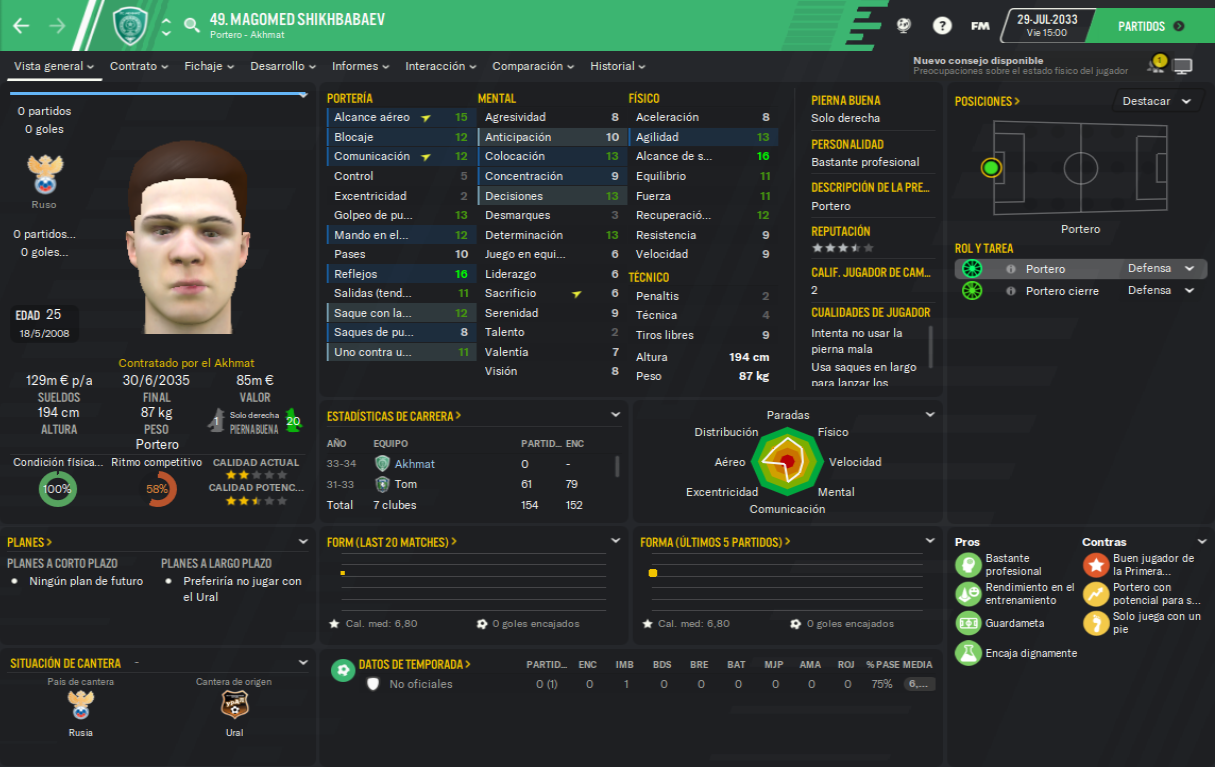 49. MAGOMED SHIKHBABAEV
Portero - Akhmat
?
FM
29-JUL-2033
Vie 15:00
PARTIDOS
Vista general
Contrato
Fichaje
Desarrollo
Informes
Interacción
Comparación
Historial
Nuevo consejo disponible
Preocupaciones sobre el estado físico del jugador
1
0 partidos
0 goles
Ruso
0 partidos...
0 goles...
EDAD 25
18/5/2008
Contratado por el Akhmat
129m € p/a
SUELDOS
30/6/2035
FINAL
85m €
VALOR
194 cm
ALTURA
87 kg
PESO
1
Solo derecha
PIERNA BUENA
20
Portero
Condición física...
100%
Ritmo competitivo
58%
CALIDAD ACTUAL
CALIDAD POTENC...
PORTERÍA
Alcance aéreo 15
Blocaje 12
Comunicación 12
Control 5
Excentricidad 2
Golpeo de pu... 13
Mando en el... 12
Pases 10
Reflejos 16
Salidas (tend... 11
Saque con la... 12
Saques de pu... 8
Uno contra u... 11
MENTAL
Agresividad 8
Anticipación 10
Colocación 13
Concentración 9
Decisiones 13
Desmarques 3
Determinación 13
Juego en equi... 6
Liderazgo 6
Sacrificio 6
Serenidad 9
Talento 2
Valentía 7
Visión 8
FÍSICO
Aceleración 8
Agilidad 13
Alcance de s... 16
Equilibrio 11
Fuerza 11
Recuperació... 12
Resistencia 9
Velocidad 9
TÉCNICO
Penaltis 2
Técnica 4
Tiros libres 9
Altura 194 cm
Peso 87 kg
PIERNA BUENA
Solo derecha
PERSONALIDAD
Bastante profesional
DESCRIPCIÓN DE LA PRE...
Portero
REPUTACIÓN
CALIF. JUGADOR DE CAM...
2
CUALIDADES DE JUGADOR
Intenta no usar la
pierna mala
Usa saques en largo
para lanzar los
POSICIONES >
Destacar
Portero
ROL Y TAREA
Portero Defensa
Portero cierre Defensa
ESTADÍSTICAS DE CARRERA >
AÑO EQUIPO PARTID... ENC
33-34 Akhmat 0 -
31-33 Tom 61 79
Total 7 clubes 154 152
Paradas
Distribución
Físico
Aéreo
Velocidad
Excentricidad
Mental
Comunicación
PLANES >
PLANES A CORTO PLAZO
Ningún plan de futuro
PLANES A LARGO PLAZO
Preferiría no jugar con
el Ural
FORM (LAST 20 MATCHES) >
Cal. med: 6,80
0 goles encajados
FORMA (ÚLTIMOS 5 PARTIDOS) >
Cal. med: 6,80
0 goles encajados
Pros
Bastante
profesional
Rendimiento en el
entrenamiento
Guardameta
Encaja dignamente
Contras
Buen jugador de
la Primera...
Portero con
potencial para s...
Solo juega con un
pie
SITUACIÓN DE CANTERA -
País de cantera
Rusia
Cantera de origen
УРАЛ
Ural
DATOS DE TEMPORADA >
PARTID... ENC IMB BDS BRE BAT MJP AMA ROJ % PASE MEDIA
No oficiales 0 (1) 0 1 0 0 0 0 0 0 75% 6,...